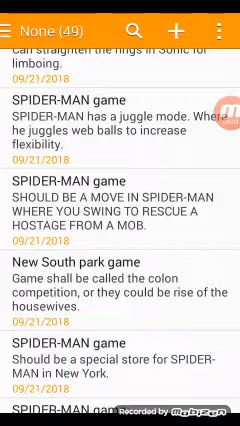 None (49)
Can straighten the rings in Sonic for
limboing.
09/21/2018
SPIDER-MAN game
SPIDER-MAN has a juggle mode. Where
he juggles web balls to increase
flexibility.
09/21/2018
SPIDER-MAN game
SHOULD BE A MOVE IN SPIDER-MAN
WHERE YOU SWING TO RESCUE A
HOSTAGE FROM A MOB.
09/21/2018
New South park game
Game shall be called the colon
competition, or they could be rise of the
housewives.
09/21/2018
SPIDER-MAN game
Should be a special store for SPIDER-
MAN in New York.
09/21/2018
SPIDER-MAN game
Recorded by
mobizen